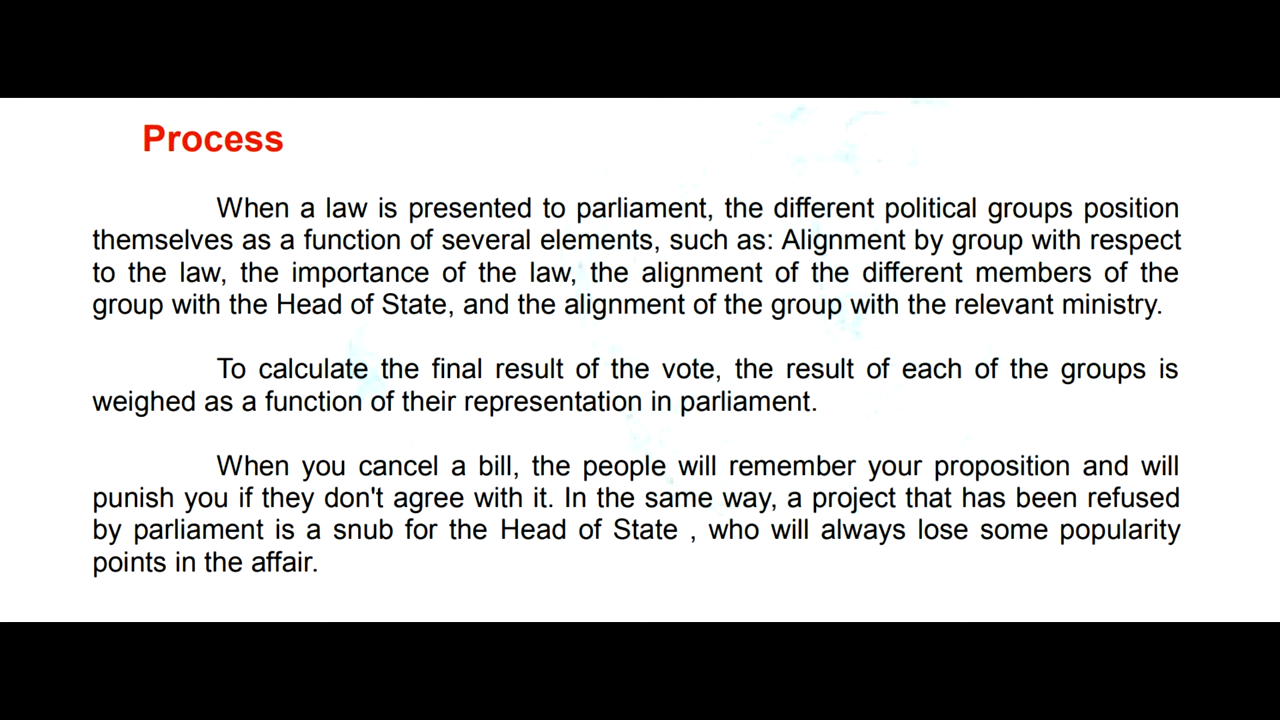 Process
When a law is presented to parliament, the different political groups position
themselves as a function of several elements, such as: Alignment by group with respect
to the law, the importance of the law, the alignment of the different members of the
group with the Head of State, and the alignment of the group with the relevant ministry.
To calculate the final result of the vote, the result of each of the groups is
weighed as a function of their representation in parliament.
When you cancel a bill, the people will remember your proposition and will
punish you if they don't agree with it. In the same way, a project that has been refused
by parliament is a snub for the Head of State , who will always lose some popularity
points in the affair.